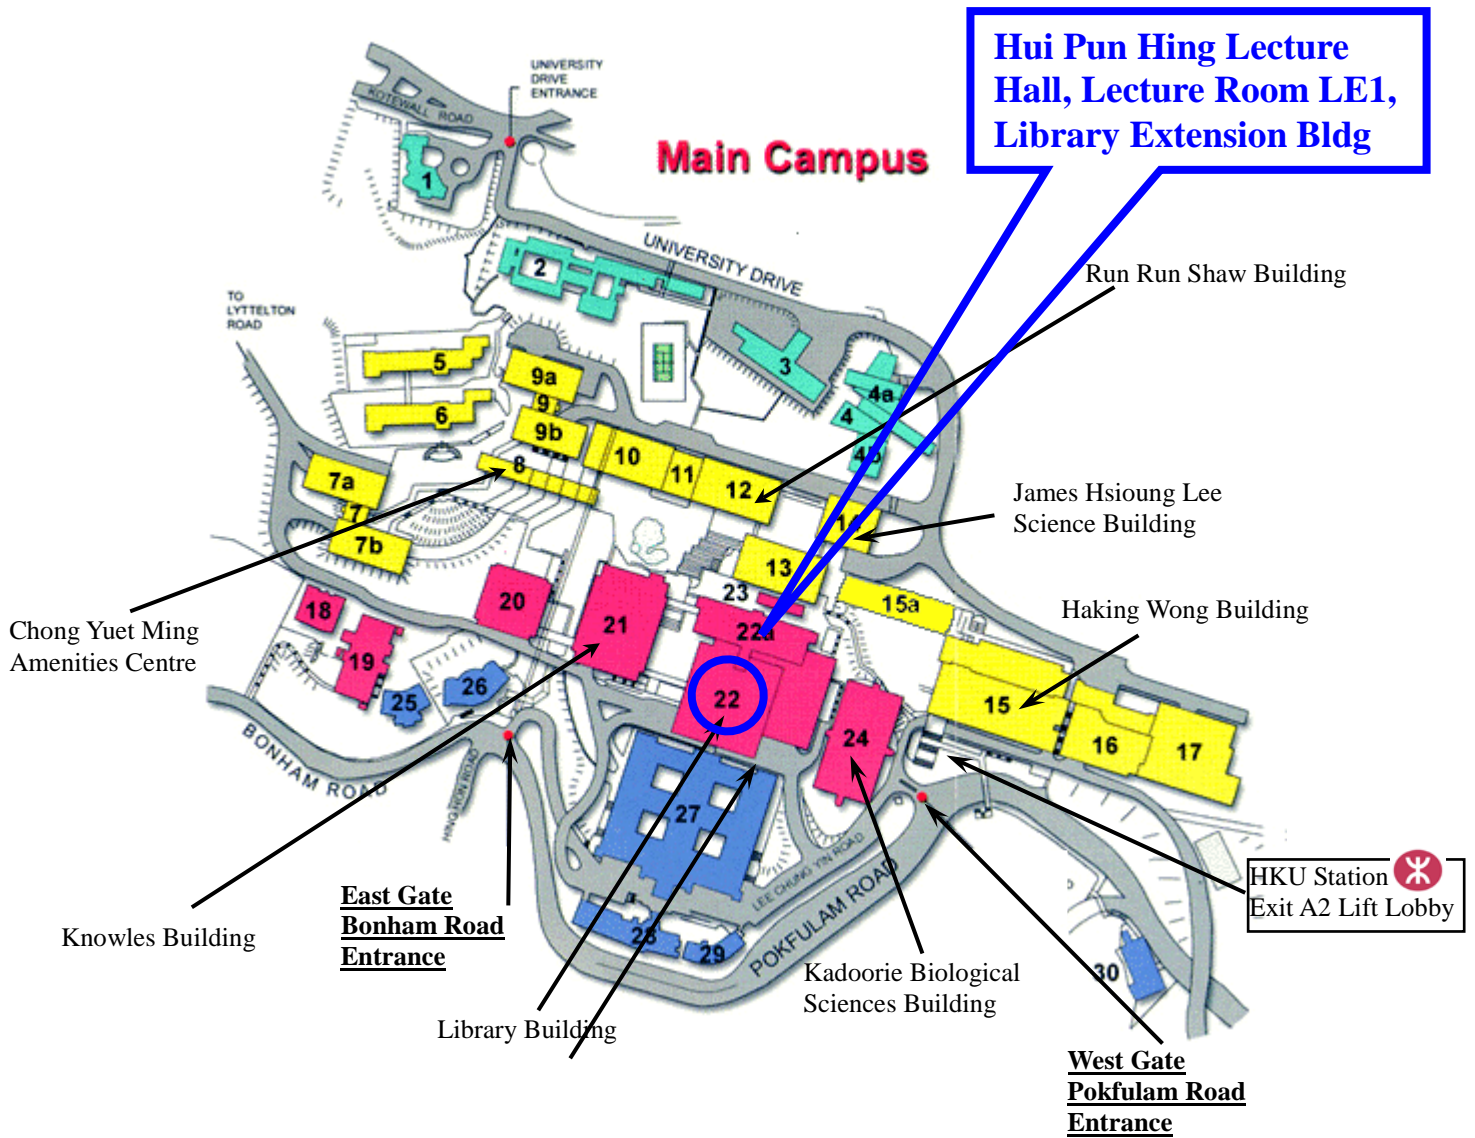 Hui Pun Hing Lecture
Hall, Lecture Room LE1,
Library Extension Bldg
UNIVERSITY
DRIVE
ENTRANCE
KOTEWALL ROAD
Main Campus
1
UNIVERSITY DRIVE
2
Run Run Shaw Building
TO
LYTTELTON
ROAD
3
5
9a
4a
6
9
4
9b
4b
10
8
11
7a
12
James Hsioung Lee
Science Building
7
14
7b
13
23
15a
Haking Wong Building
18
20
21
22a
Chong Yuet Ming
Amenities Centre
19
26
25
22
15
24
16
17
BONHAM ROAD
HING HON ROAD
27
LEE CHUNG YIN ROAD
POKFULAM ROAD
HKU Station
Exit A2 Lift Lobby
East Gate
Bonham Road
Entrance
Knowles Building
28
29
30
Kadoorie Biological
Sciences Building
Library Building
West Gate
Pokfulam Road
Entrance